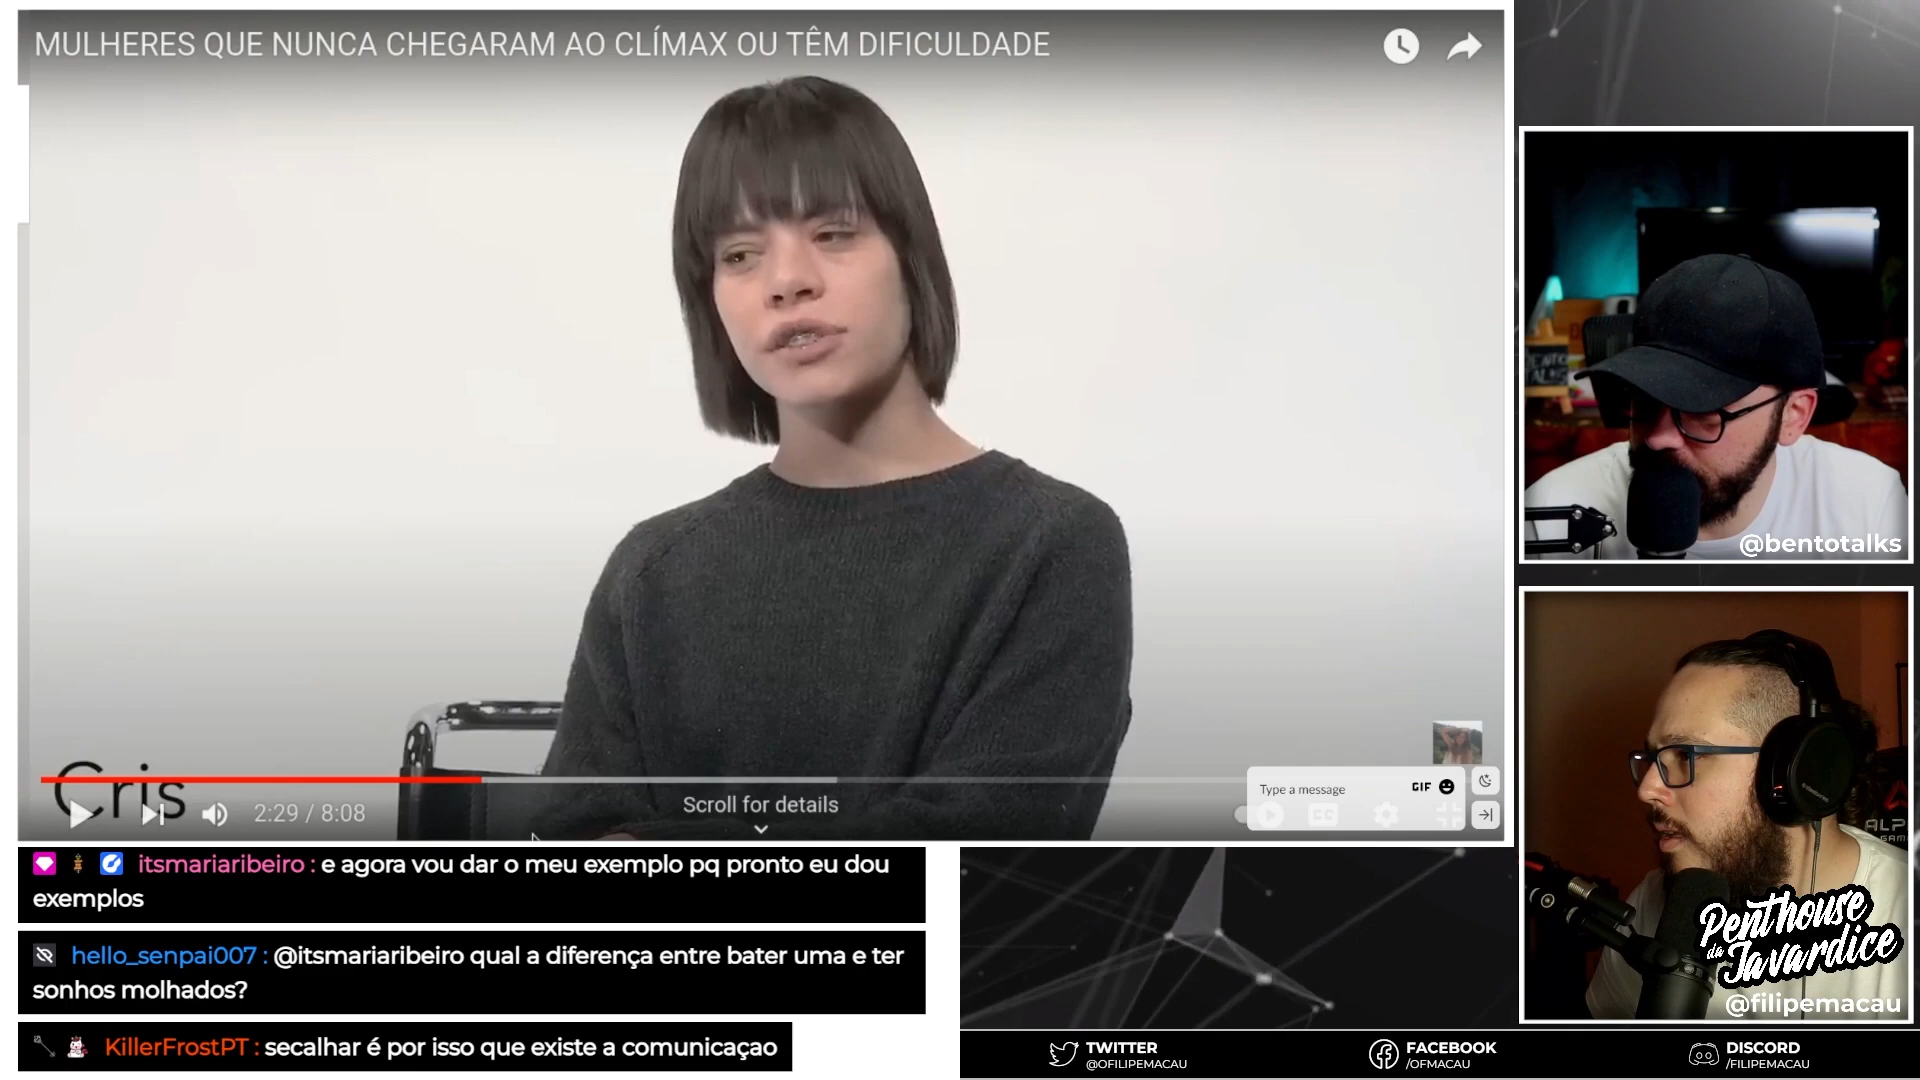 MULHERES QUE NUNCA CHEGARAM AO CLÍMAX OU TÊM DIFICULDADE
Cris
2:29 / 8:08
Scroll for details
Type a message
GIF
CC
@bentotalks
ALP
Penthouse
da Javardice
@filipemacau
itsmariaribeiro : e agora vou dar o meu exemplo pq pronto eu dou
exemplos
hello_senpai007 : @itsmariaribeiro qual a diferença entre bater uma e ter
sonhos molhados?
KillerFrostPT : secalhar é por isso que existe a comunicaçao
TWITTER
@OFILIPEMACAU
FACEBOOK
/OFMACAU
DISCORD
/FILIPEMACAU